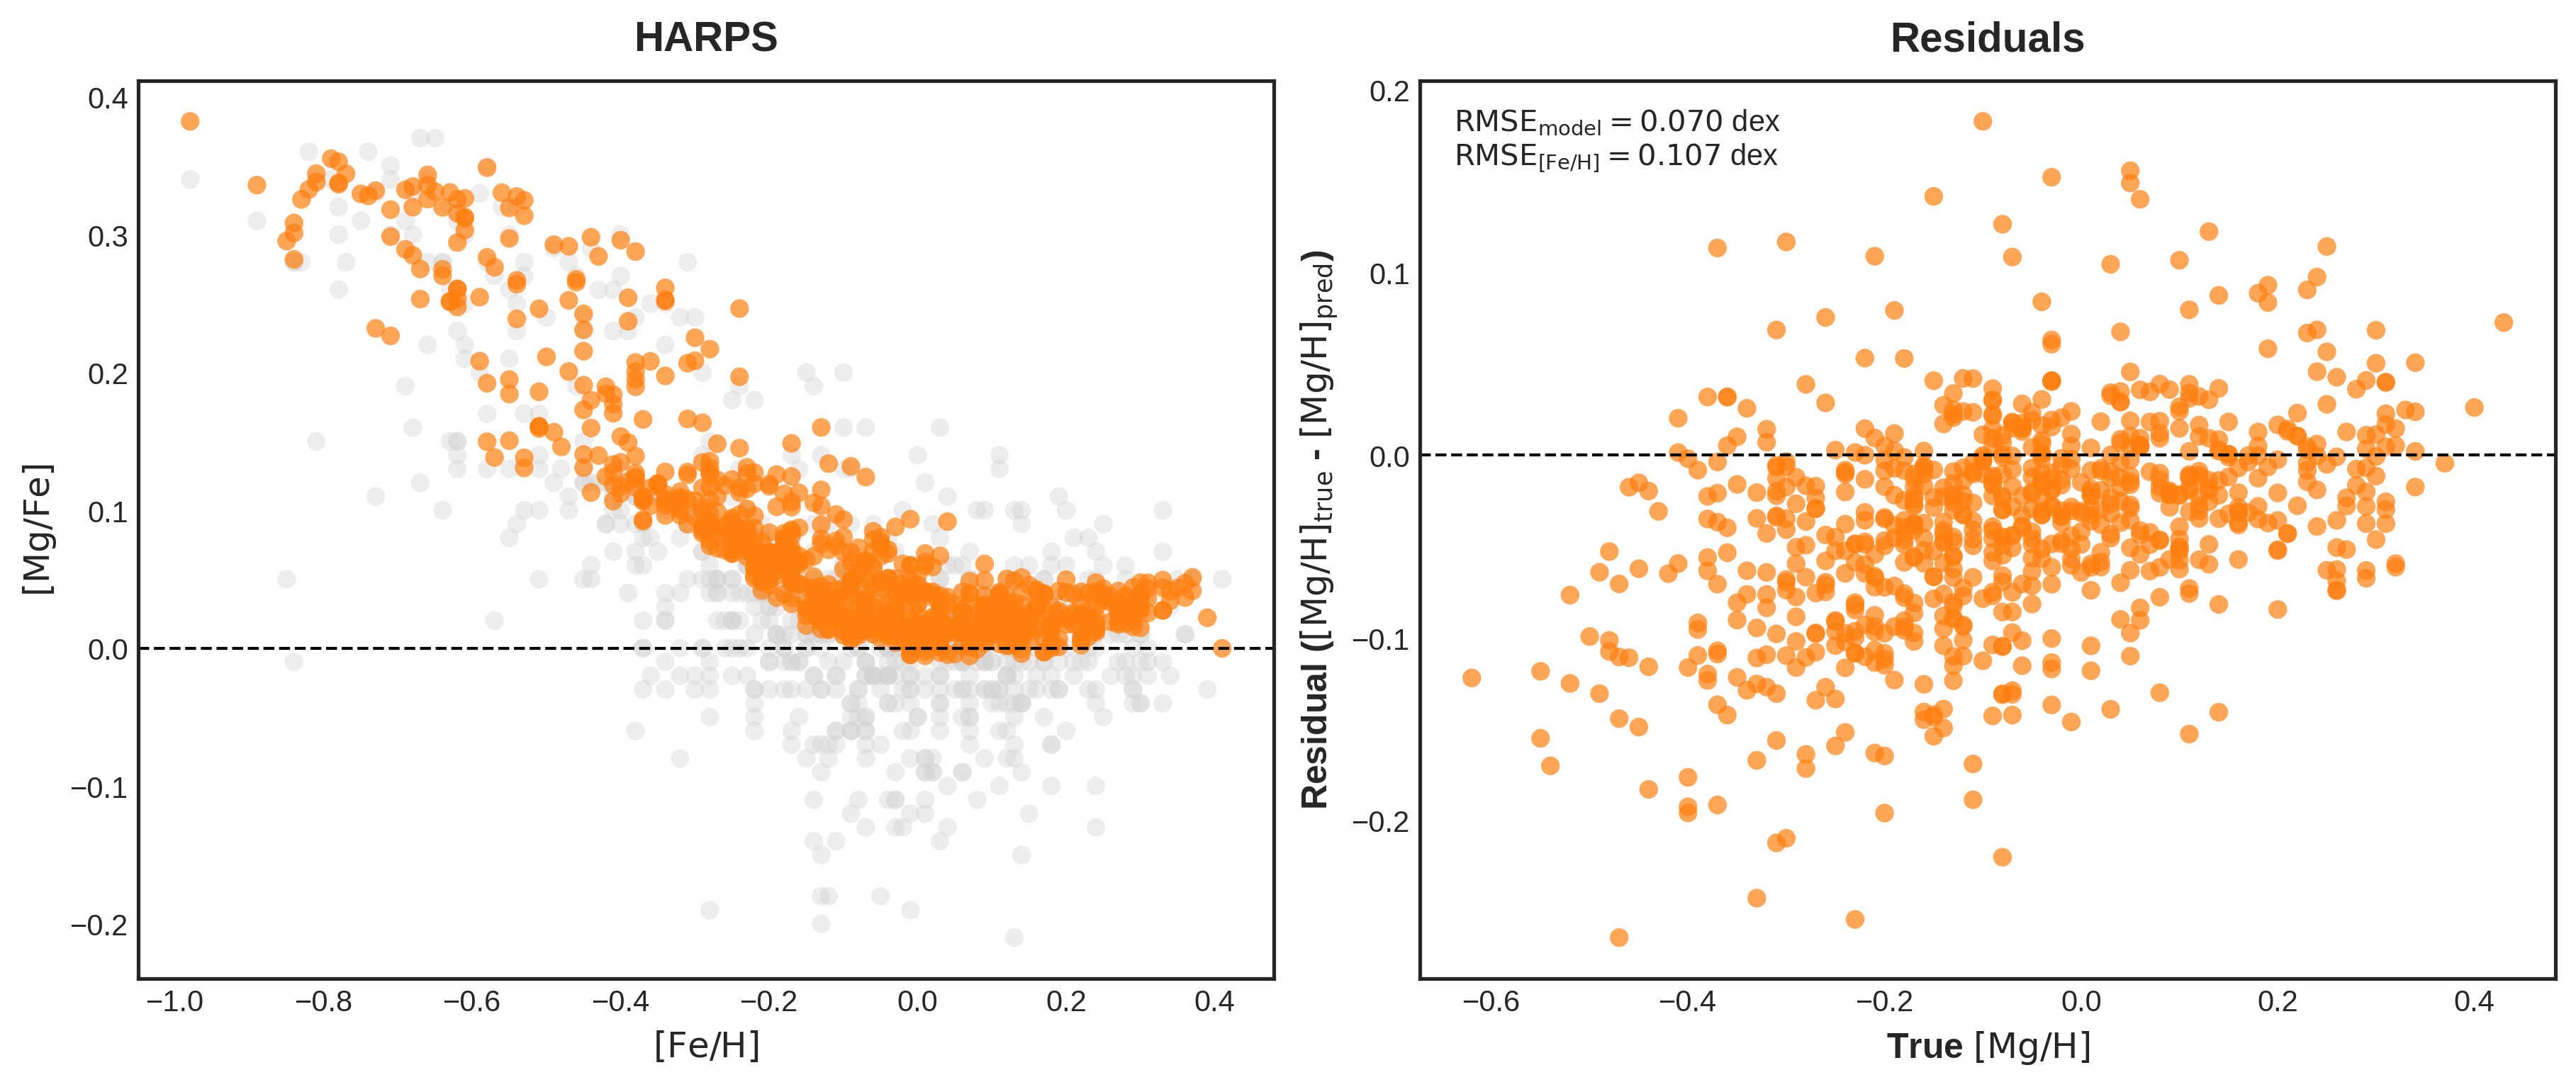 HARPS
[Mg/Fe]
0.4
0.3
0.2
0.1
0.0
−0.1
−0.2
−1.0 −0.8 −0.6 −0.4 −0.2 0.0 0.2 0.4
[Fe/H]
Residuals
RMSE_model = 0.070 dex
RMSE_[Fe/H] = 0.107 dex
Residual ([Mg/H]_true - [Mg/H]_pred)
0.2
0.1
0.0
−0.1
−0.2
−0.6 −0.4 −0.2 0.0 0.2 0.4
True [Mg/H]